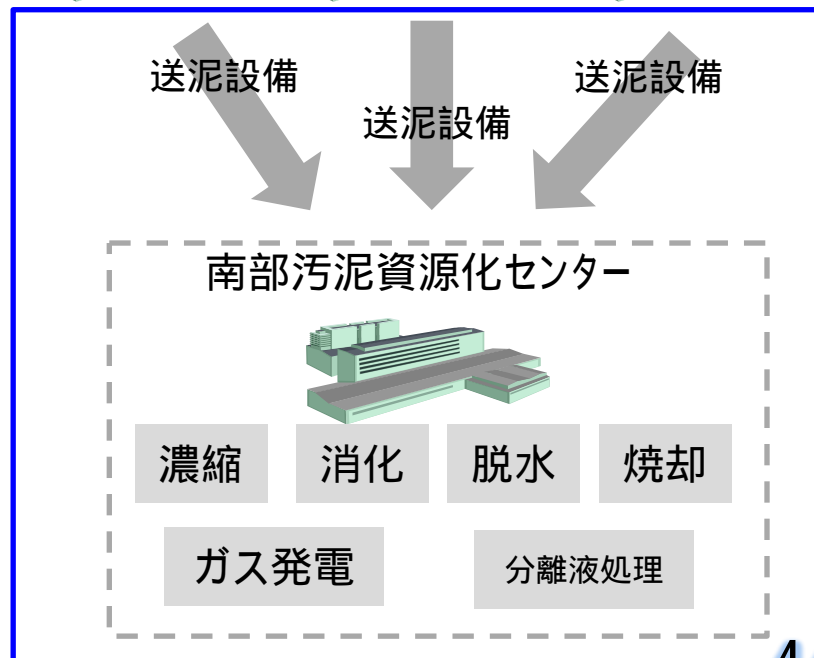 送泥設備
送泥設備
送泥設備
南部汚泥資源化センター
濃縮
消化
脱水
焼却
ガス発電
分離液処理
4